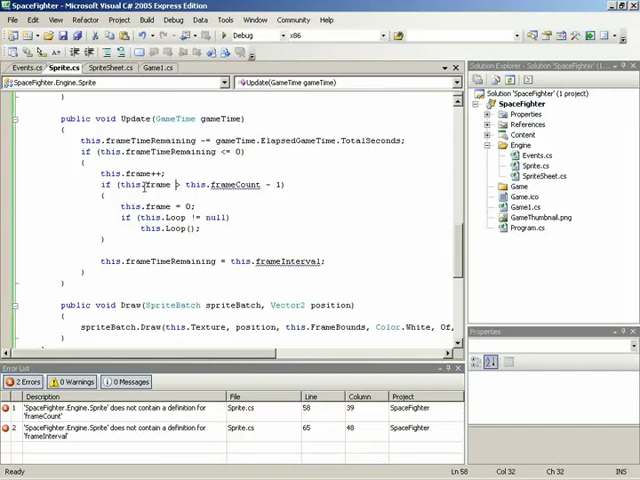 SpaceFighter - Microsoft Visual C# 2005 Express Edition
File Edit View Refactor Project Build Debug Data Tools Window Community Help
Debug x86
Events.cs Sprite.cs SpriteSheet.cs Game1.cs
SpaceFighter.Engine.Sprite Update(GameTime gameTime)
}
public void Update(GameTime gameTime)
{
this.frameTimeRemaining -= gameTime.ElapsedGameTime.TotalSeconds;
if (this.frameTimeRemaining <= 0)
{
this.frame++;
if (this.frame > this.frameCount - 1)
{
this.frame = 0;
if (this.Loop != null)
this.Loop();
}
this.frameTimeRemaining = this.frameInterval;
}
}
public void Draw(SpriteBatch spriteBatch, Vector2 position)
{
spriteBatch.Draw(this.Texture, position, this.FrameBounds, Color.White, 0f,
}
Solution Explorer - SpaceFighter
Solution 'SpaceFighter' (1 project)
SpaceFighter
Properties
References
Content
Engine
Events.cs
Sprite.cs
SpriteSheet.cs
Game
Game.ico
Game1.cs
GameThumbnail.png
Program.cs
Properties
Error List
2 Errors 0 Warnings 0 Messages
Description File Line Column Project
1 'SpaceFighter.Engine.Sprite' does not contain a definition for 'frameCount' Sprite.cs 58 39 SpaceFighter
2 'SpaceFighter.Engine.Sprite' does not contain a definition for 'frameInterval' Sprite.cs 65 48 SpaceFighter
Ready Ln 58 Col 32 Ch 32 INS